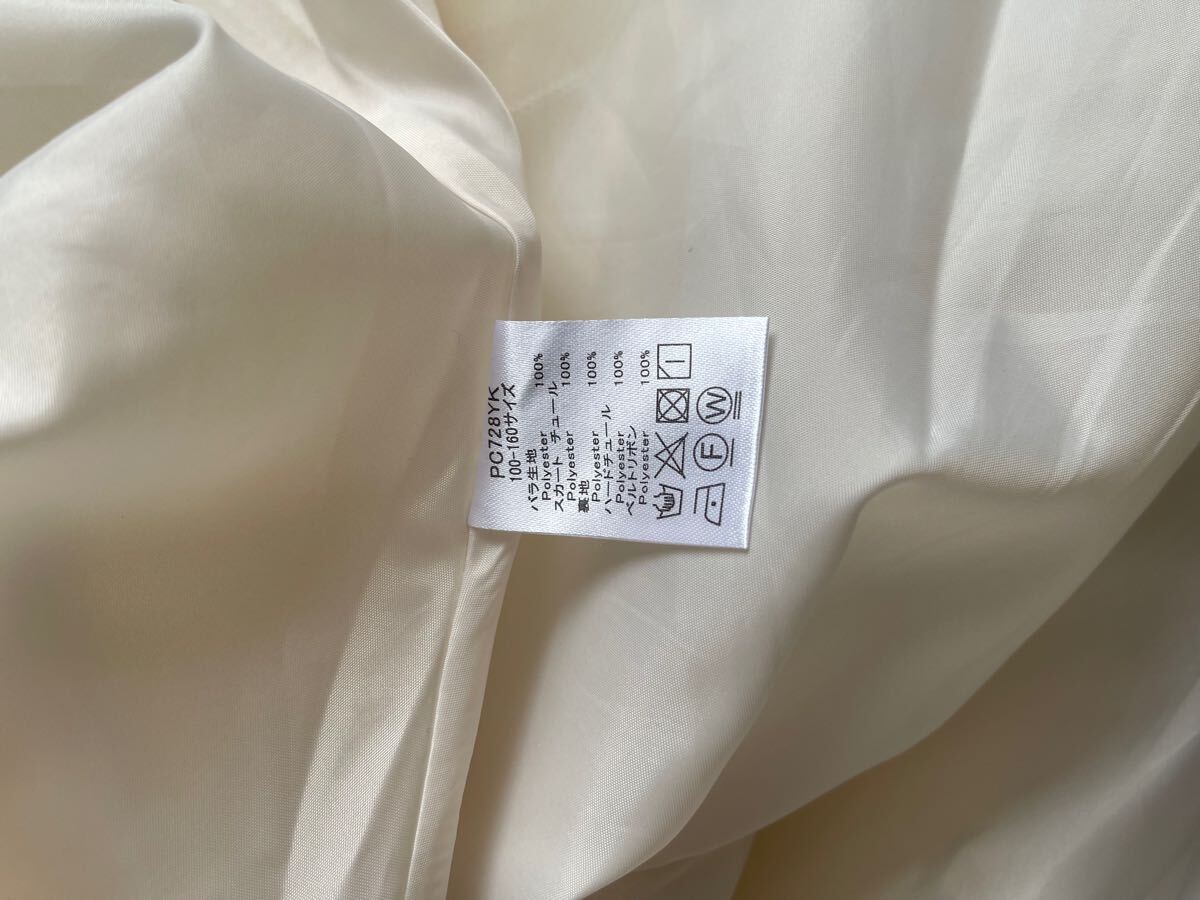 PC728YK
100-160サイズ
バラ生地
Polyester 100%
スカート チュール
Polyester 100%
裏地
Polyester 100%
ハードチュール
Polyester 100%
ベルトリボン
Polyester 100%
F W